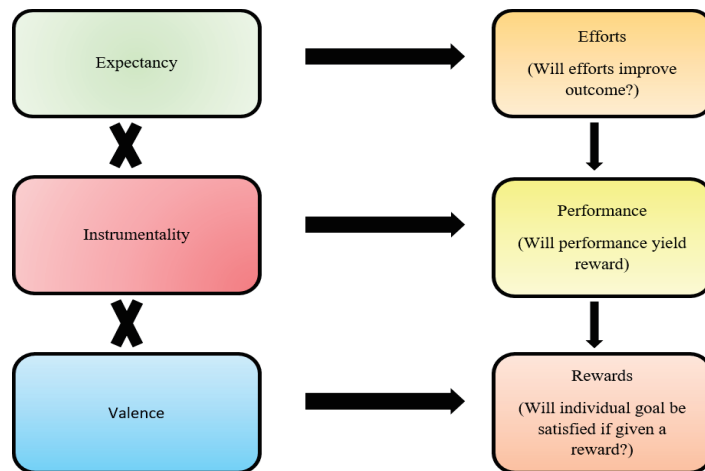 Expectancy
Efforts
(Will efforts improve
outcome?)
Instrumentality
Performance
(Will performance yield
reward)
Valence
Rewards
(Will individual goal be
satisfied if given a
reward?)